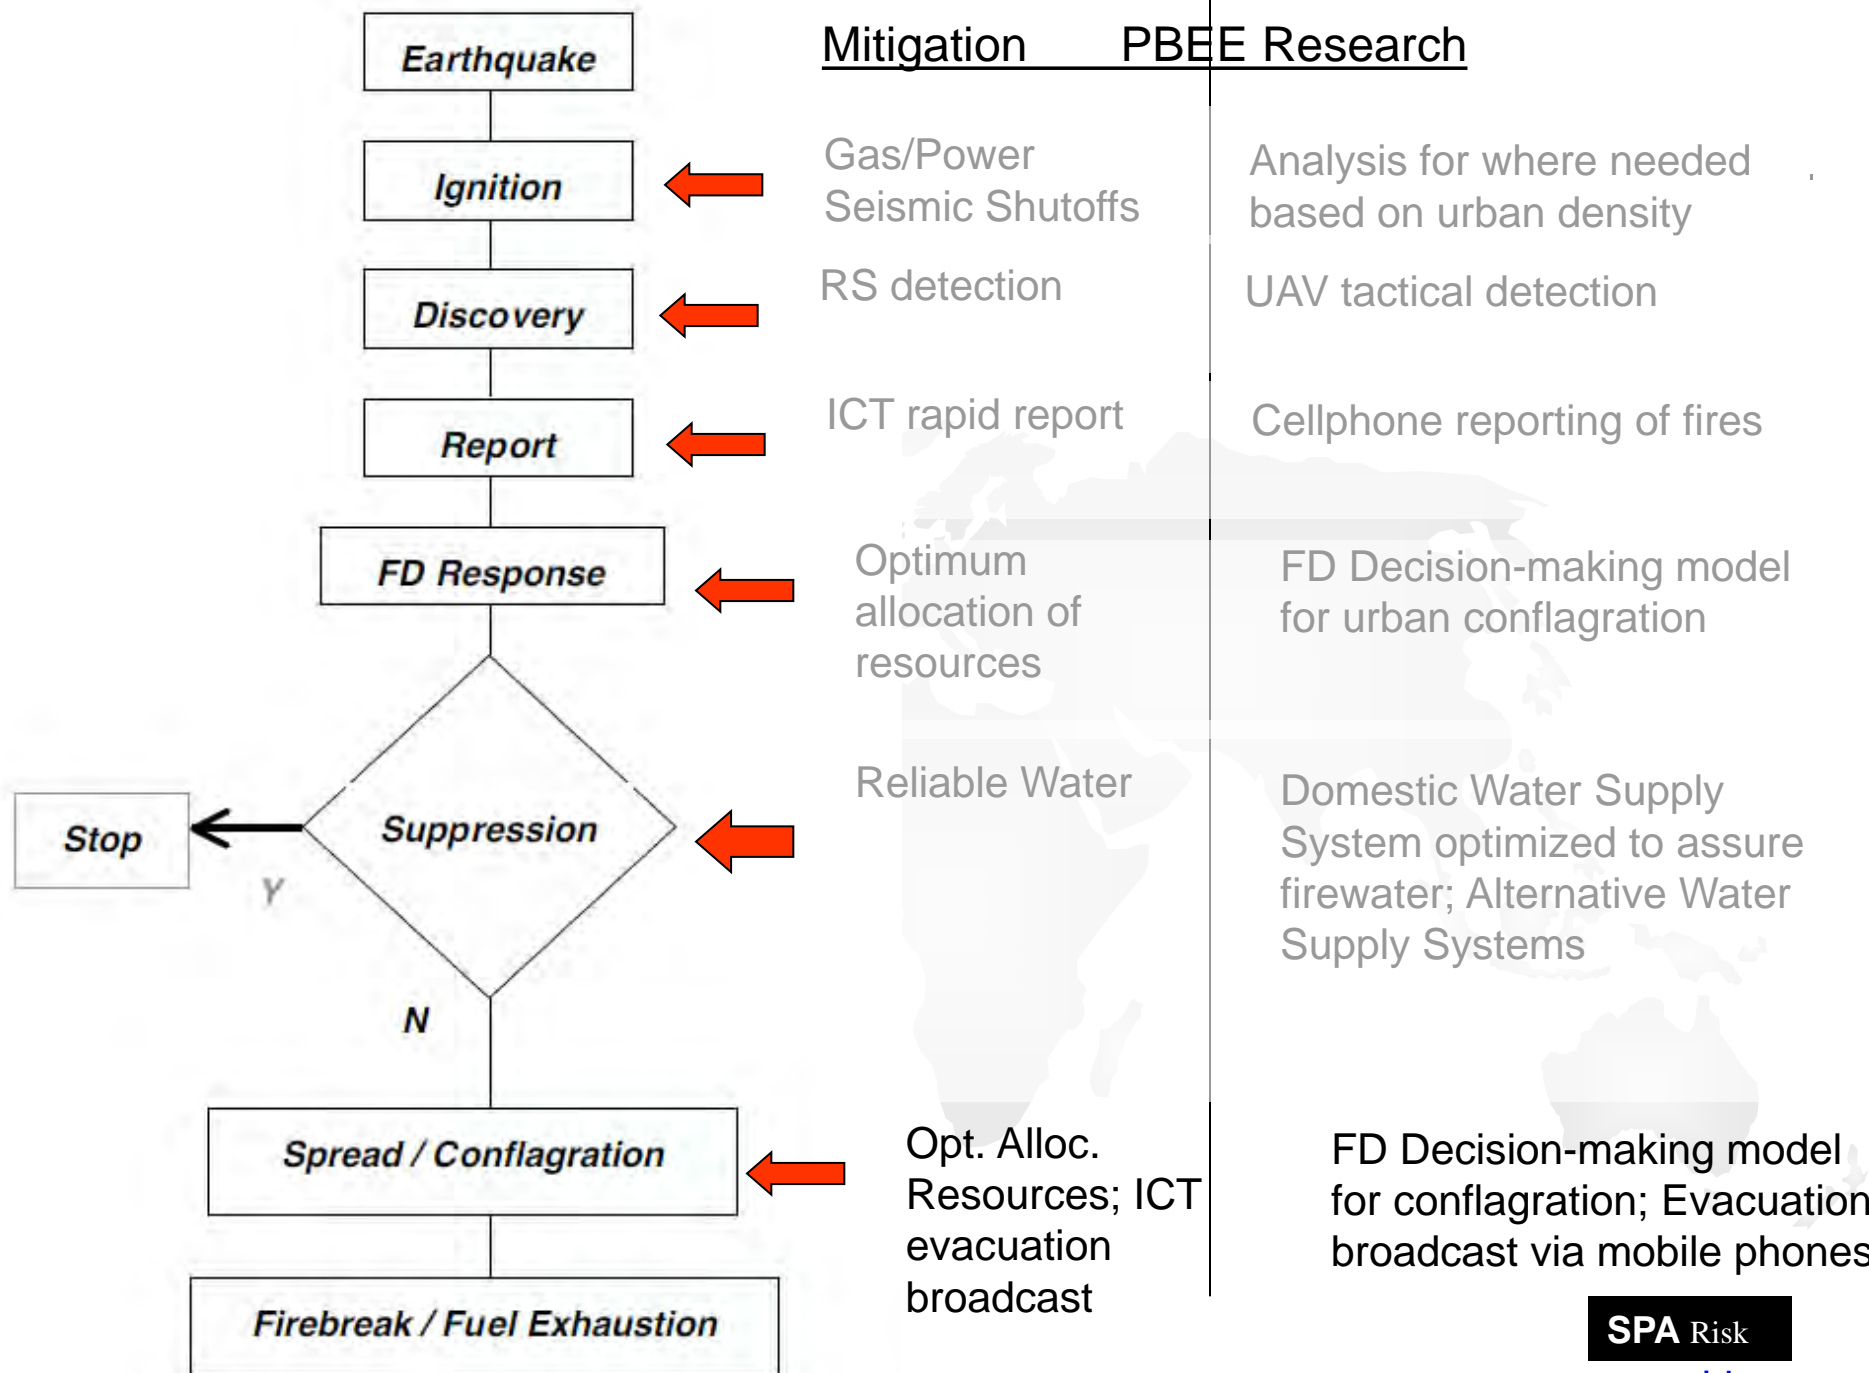 Mitigation PBEE Research
Earthquake
Ignition
Gas/Power
Seismic Shutoffs
Analysis for where needed
based on urban density
Discovery
RS detection
UAV tactical detection
Report
ICT rapid report
Cellphone reporting of fires
FD Response
Optimum
allocation of
resources
FD Decision-making model
for urban conflagration
Suppression
Stop
Y
N
Reliable Water
Domestic Water Supply
System optimized to assure
firewater; Alternative Water
Supply Systems
Spread / Conflagration
Opt. Alloc.
Resources; ICT
evacuation
broadcast
FD Decision-making model
for conflagration; Evacuation
broadcast via mobile phones
Firebreak / Fuel Exhaustion
SPA Risk